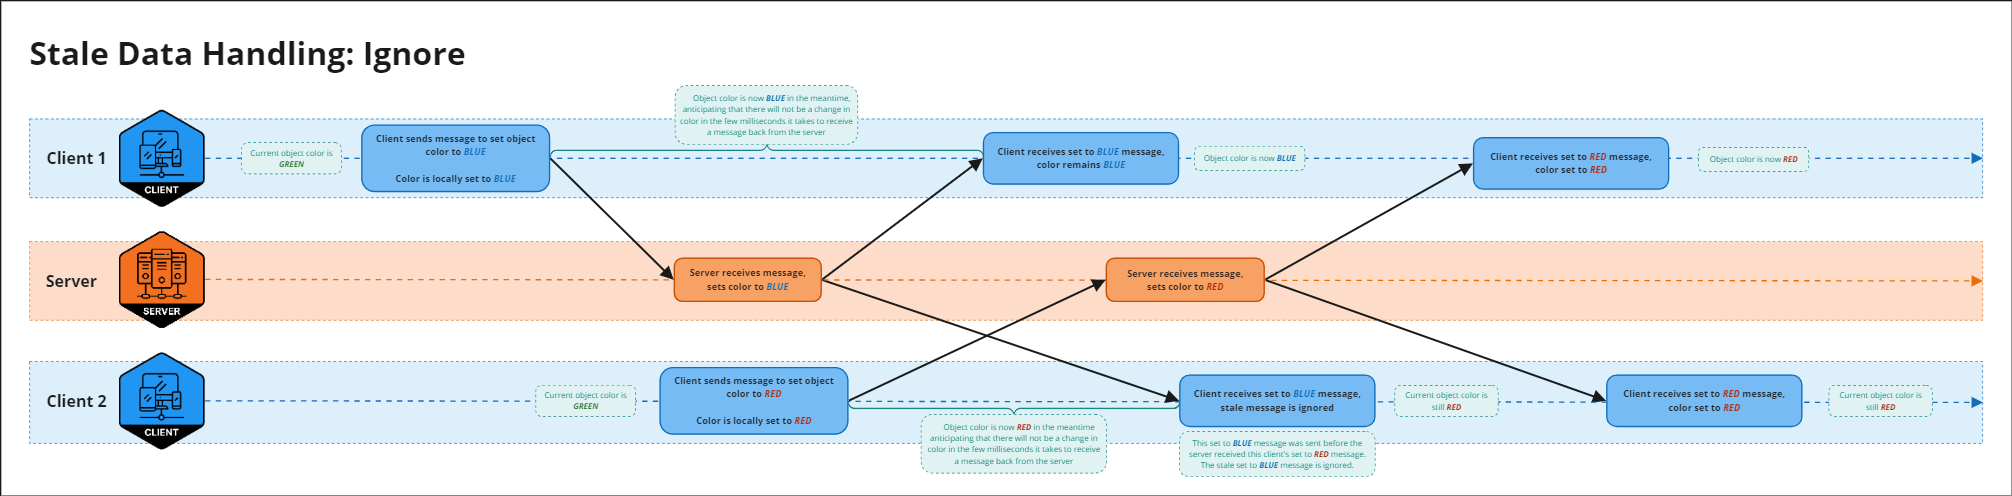 Stale Data Handling: Ignore
Object color is now BLUE in the meantime,
anticipating that there will not be a change in
color in the few milliseconds it takes to receive
a message back from the server
Client 1
CLIENT
Current object color is
GREEN
Client sends message to set object
color to BLUE
Color is locally set to BLUE
Client receives set to BLUE message,
color remains BLUE
Object color is now BLUE
Client receives set to RED message,
color set to RED
Object color is now RED
Server
SERVER
Server receives message,
sets color to BLUE
Server receives message,
sets color to RED
Client 2
CLIENT
Current object color is
GREEN
Client sends message to set object
color to RED
Color is locally set to RED
Object color is now RED in the meantime
anticipating that there will not be a change in
color in the few milliseconds it takes to receive
a message back from the server
Client receives set to BLUE message,
stale message is ignored
This set to BLUE message was sent before the
server received this client's set to RED message.
The stale set to BLUE message is ignored.
Current object color is
still RED
Client receives set to RED message,
color set to RED
Current object color is
still RED